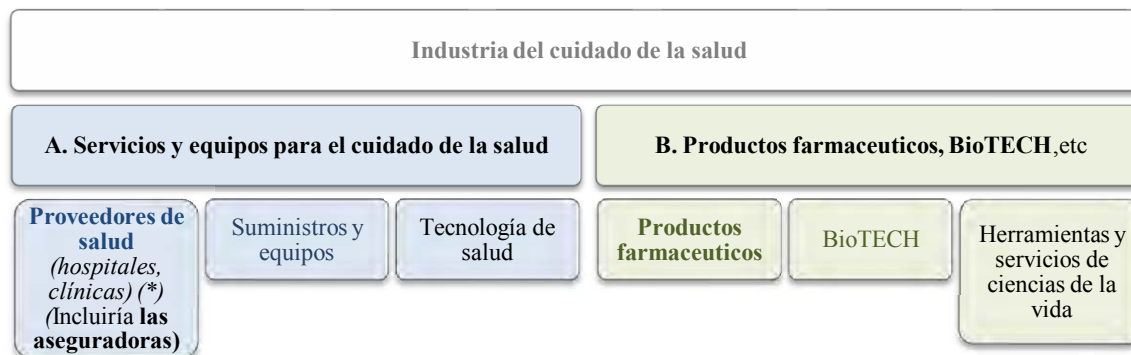 Industria del cuidado de la salud
A. Servicios y equipos para el cuidado de la salud
B. Productos farmaceuticos, BioTECH,etc
Proveedores de
salud
(hospitales,
clínicas) (*)
(Incluiría las
aseguradoras)
Suministros y
equipos
Tecnología de
salud
Productos
farmaceuticos
BioTECH
Herramientas y
servicios de
ciencias de la
vida